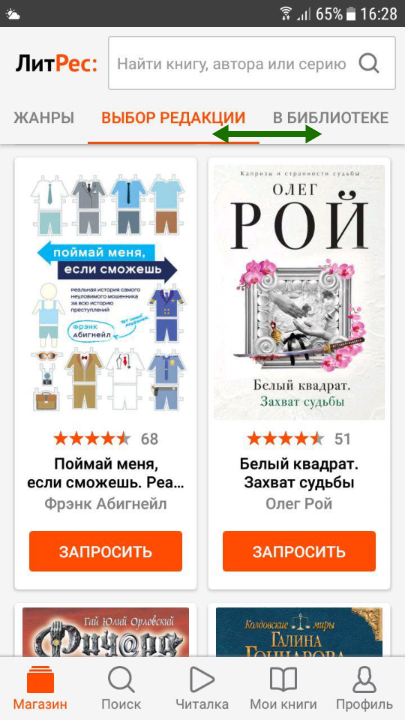 65% 16:28
ЛитРес:
Найти книгу, автора или серию
ЖАНРЫ ВЫБОР РЕДАКЦИИ В БИБЛИОТЕКЕ
поймай меня,
если сможешь
реальная история самого
неуловимого мошенника
за всю историю
преступлений
Фрэнк
Абигнейл
68
Поймай меня,
если сможешь. Реа...
Фрэнк Абигнейл
ЗАПРОСИТЬ
Капризы и странности судьбы
ОЛЕГ
РОЙ
Белый квадрат.
Захват судьбы
51
Белый квадрат.
Захват судьбы
Олег Рой
ЗАПРОСИТЬ
Гай Юлий Орловский
Рич@рд
Колдовские миры
ГАЛИНА
ГОНЧАРОВА
Магазин Поиск Читалка Мои книги Профиль